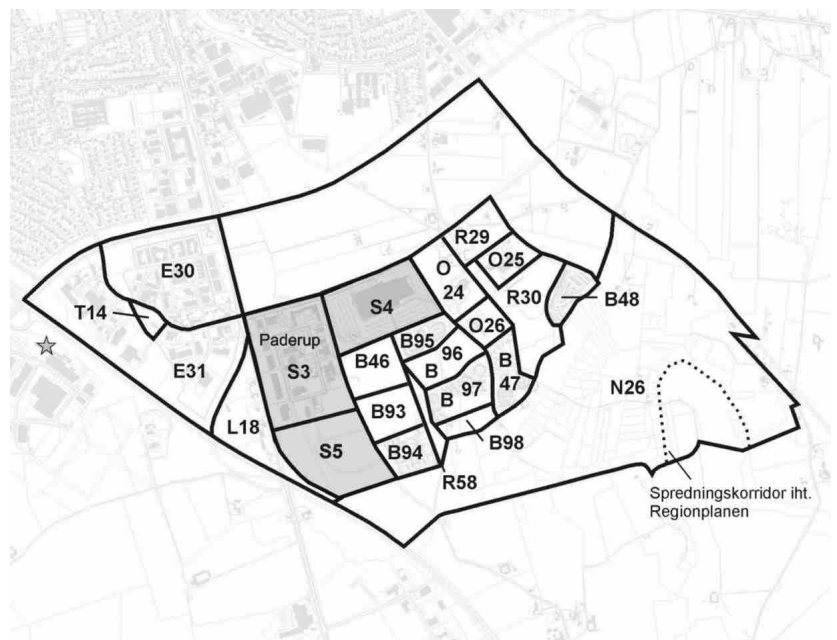 R29
E30
O25
O
24
R30
B48
T14
S4
O26
Paderup
B95
S3
B46
96
B
B
47
E31
B
97
N26
B93
L18
S5
B94
B98
R58
Spredningskorridor iht.
Regionplanen